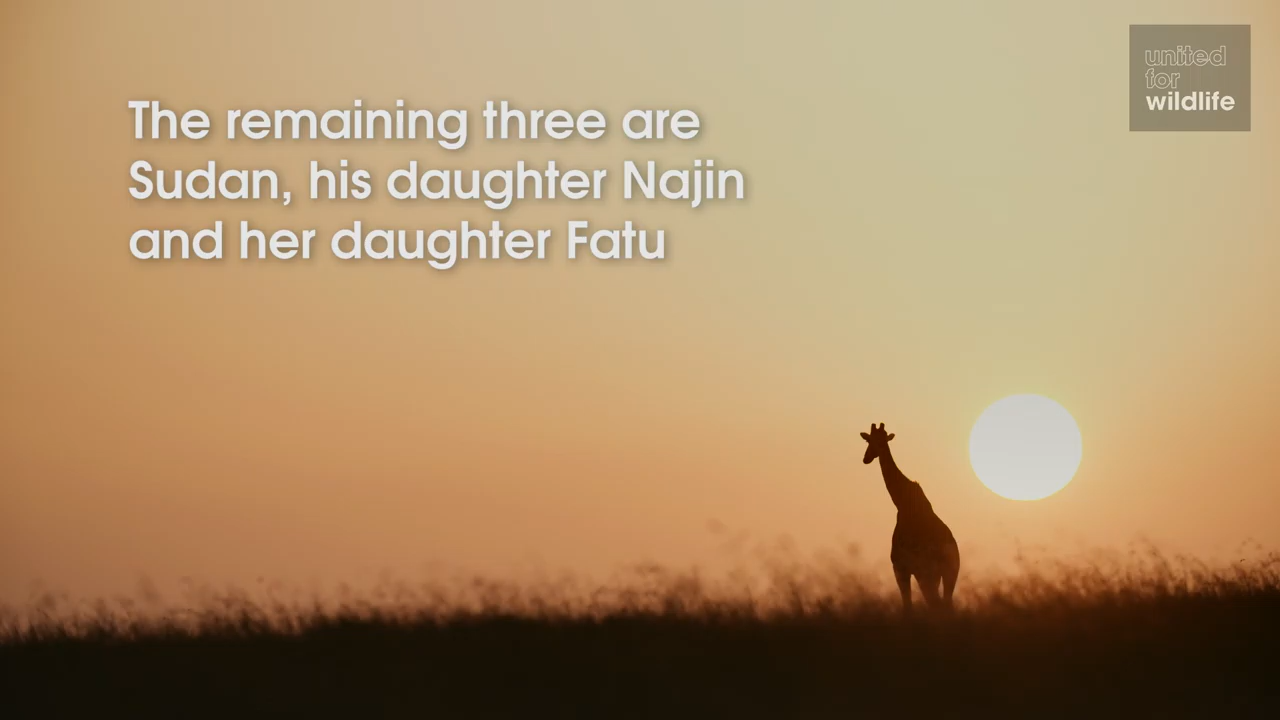 The remaining three are
Sudan, his daughter Najin
and her daughter Fatu
united
for
wildlife